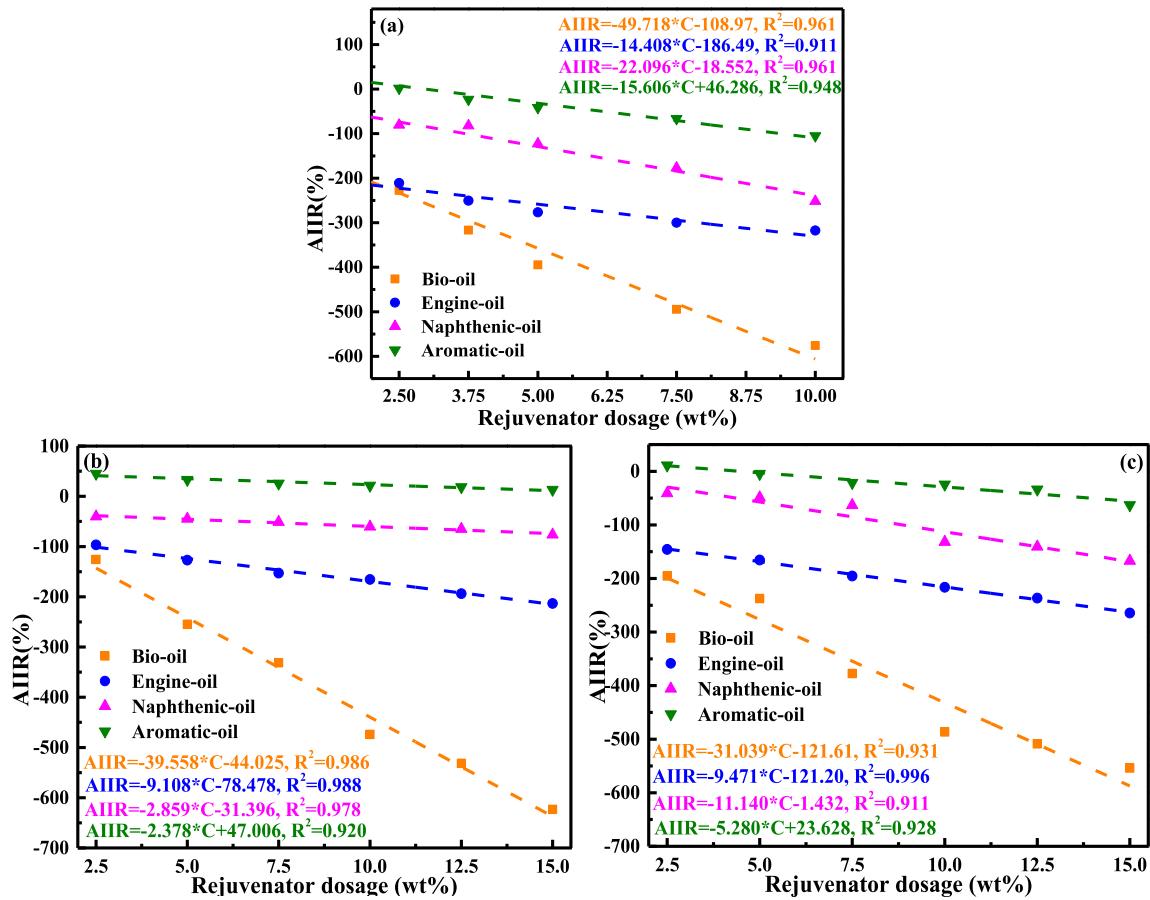 (a)
AIIR=-49.718*C-108.97, R²=0.961
AIIR=-14.408*C-186.49, R²=0.911
AIIR=-22.096*C-18.552, R²=0.961
AIIR=-15.606*C+46.286, R²=0.948
100
0
-100
-200
-300
-400
-500
-600
AIIR(%)
Bio-oil
Engine-oil
Naphthenic-oil
Aromatic-oil
2.50 3.75 5.00 6.25 7.50 8.75 10.00
Rejuvenator dosage (wt%)
(b)
100
0
-100
-200
-300
-400
-500
-600
-700
AIIR(%)
Bio-oil
Engine-oil
Naphthenic-oil
Aromatic-oil
AIIR=-39.558*C-44.025, R²=0.986
AIIR=-9.108*C-78.478, R²=0.988
AIIR=-2.859*C-31.396, R²=0.978
AIIR=-2.378*C+47.006, R²=0.920
2.5 5.0 7.5 10.0 12.5 15.0
Rejuvenator dosage (wt%)
(c)
0
-100
-200
-300
-400
-500
-600
-700
AIIR(%)
Bio-oil
Engine-oil
Naphthenic-oil
Aromatic-oil
AIIR=-31.039*C-121.61, R²=0.931
AIIR=-9.471*C-121.20, R²=0.996
AIIR=-11.140*C-1.432, R²=0.911
AIIR=-5.280*C+23.628, R²=0.928
2.5 5.0 7.5 10.0 12.5 15.0
Rejuvenator dosage (wt%)